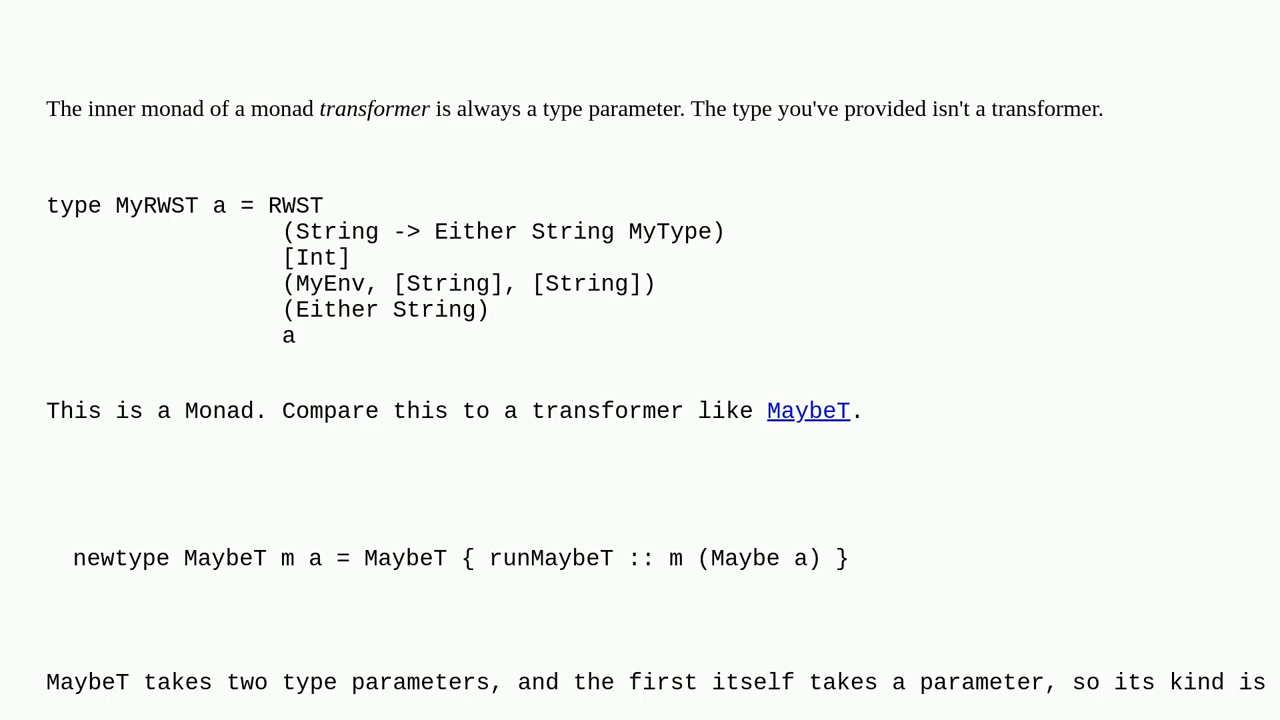 The inner monad of a monad transformer is always a type parameter. The type you've provided isn't a transformer.
type MyRWST a = RWST
(String -> Either String MyType)
[Int]
(MyEnv, [String], [String])
(Either String)
a
This is a Monad. Compare this to a transformer like MaybeT.
newtype MaybeT m a = MaybeT { runMaybeT :: m (Maybe a) }
MaybeT takes two type parameters, and the first itself takes a parameter, so its kind is